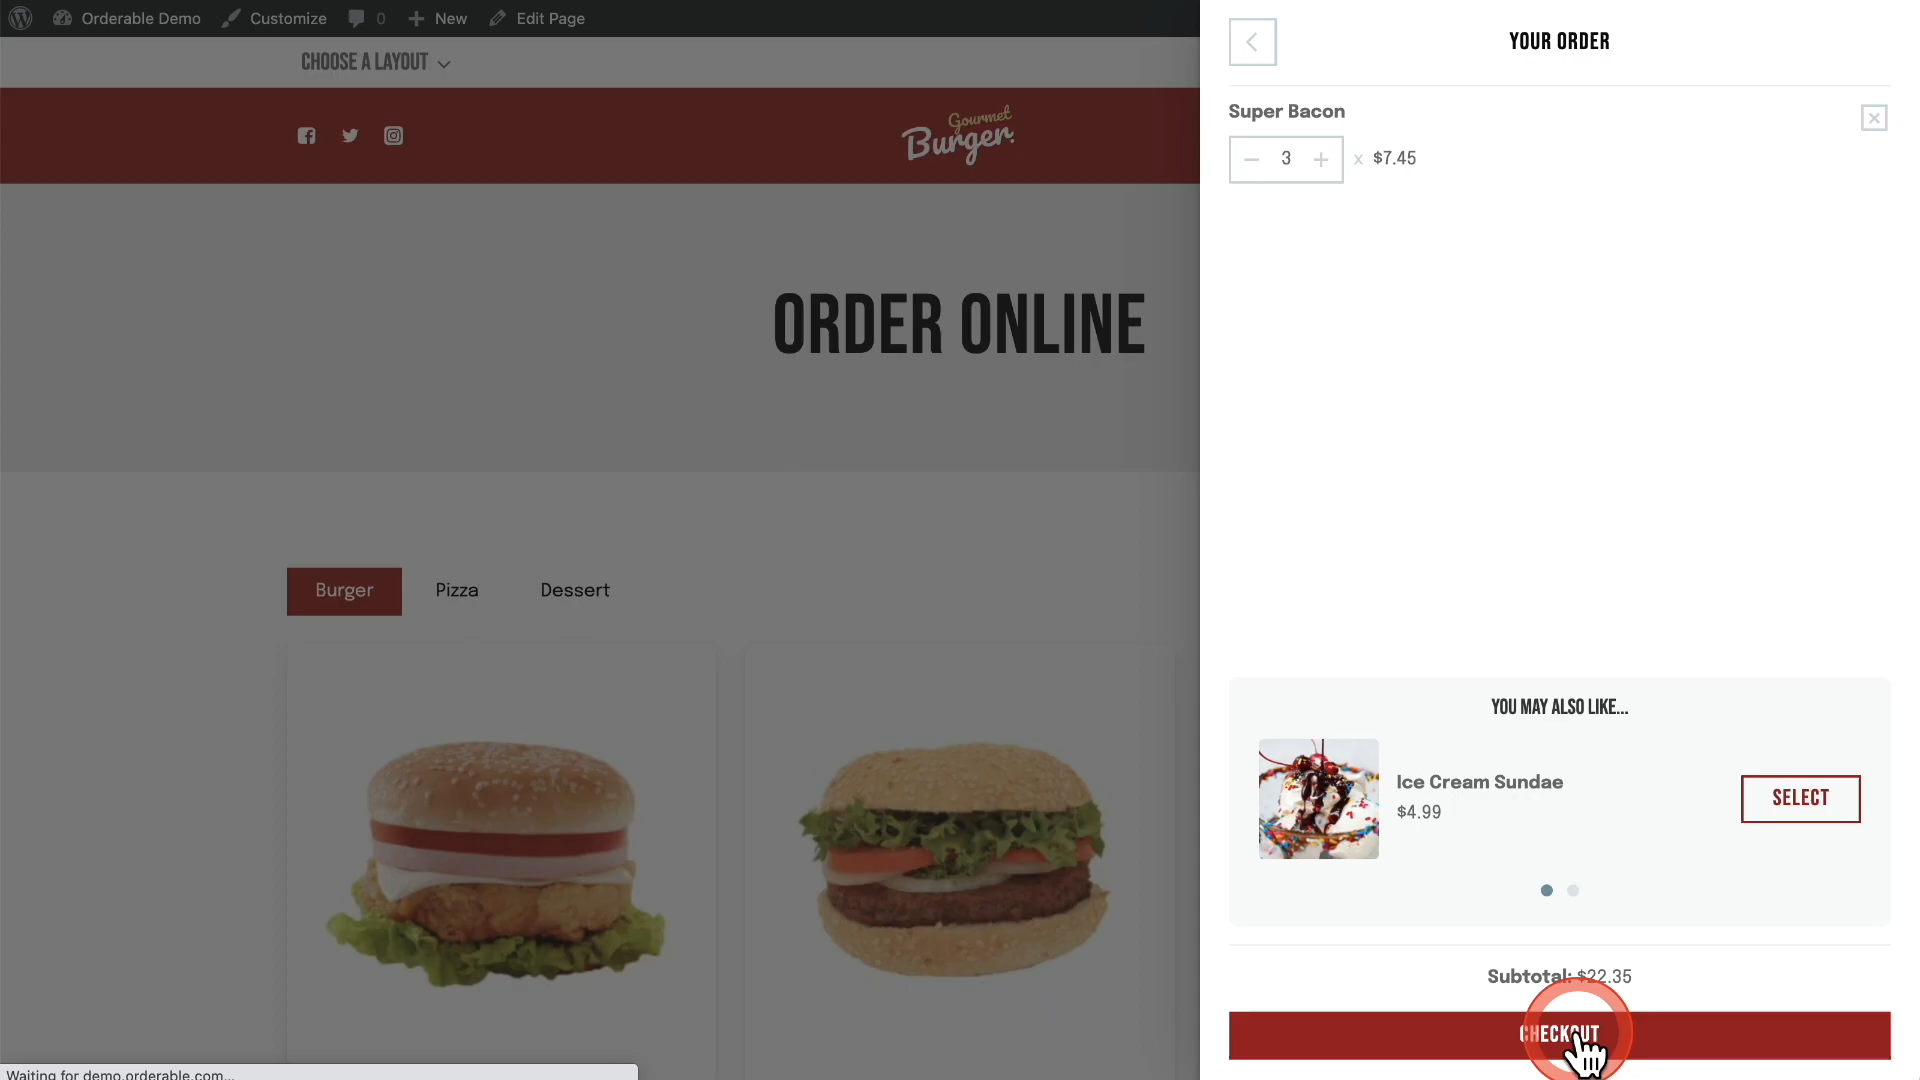 Orderable Demo
Customize
0
New
Edit Page
CHOOSE A LAYOUT
Gourmet
Burger.
ORDER ONLINE
Burger
Pizza
Dessert
YOUR ORDER
Super Bacon
− 3 + x $7.45
YOU MAY ALSO LIKE...
Ice Cream Sundae
$4.99
SELECT
Subtotal: $22.35
CHECKOUT
Waiting for demo.orderable.com...